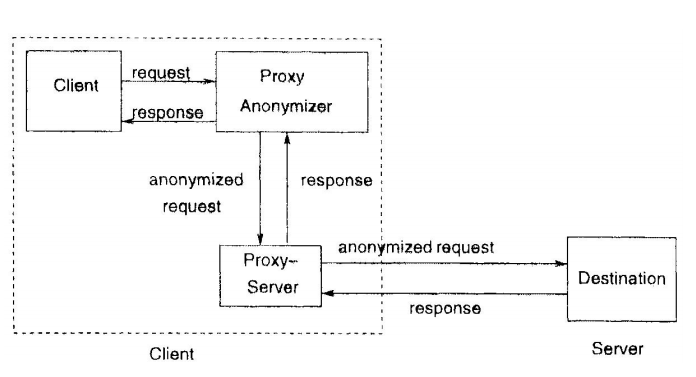 Client
request
response
Proxy
Anonymizer
anonymized
request
response
Proxy-
Server
anonymized request
response
Destination
Client
Server